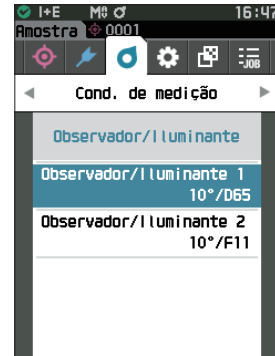 I+E M⁸ ♂ 16:47
Amostra 0001
-JOB
Cond. de medição
Observador/Iluminante
Observador/Iluminante 1
10°/D65
Observador/Iluminante 2
10°/F11